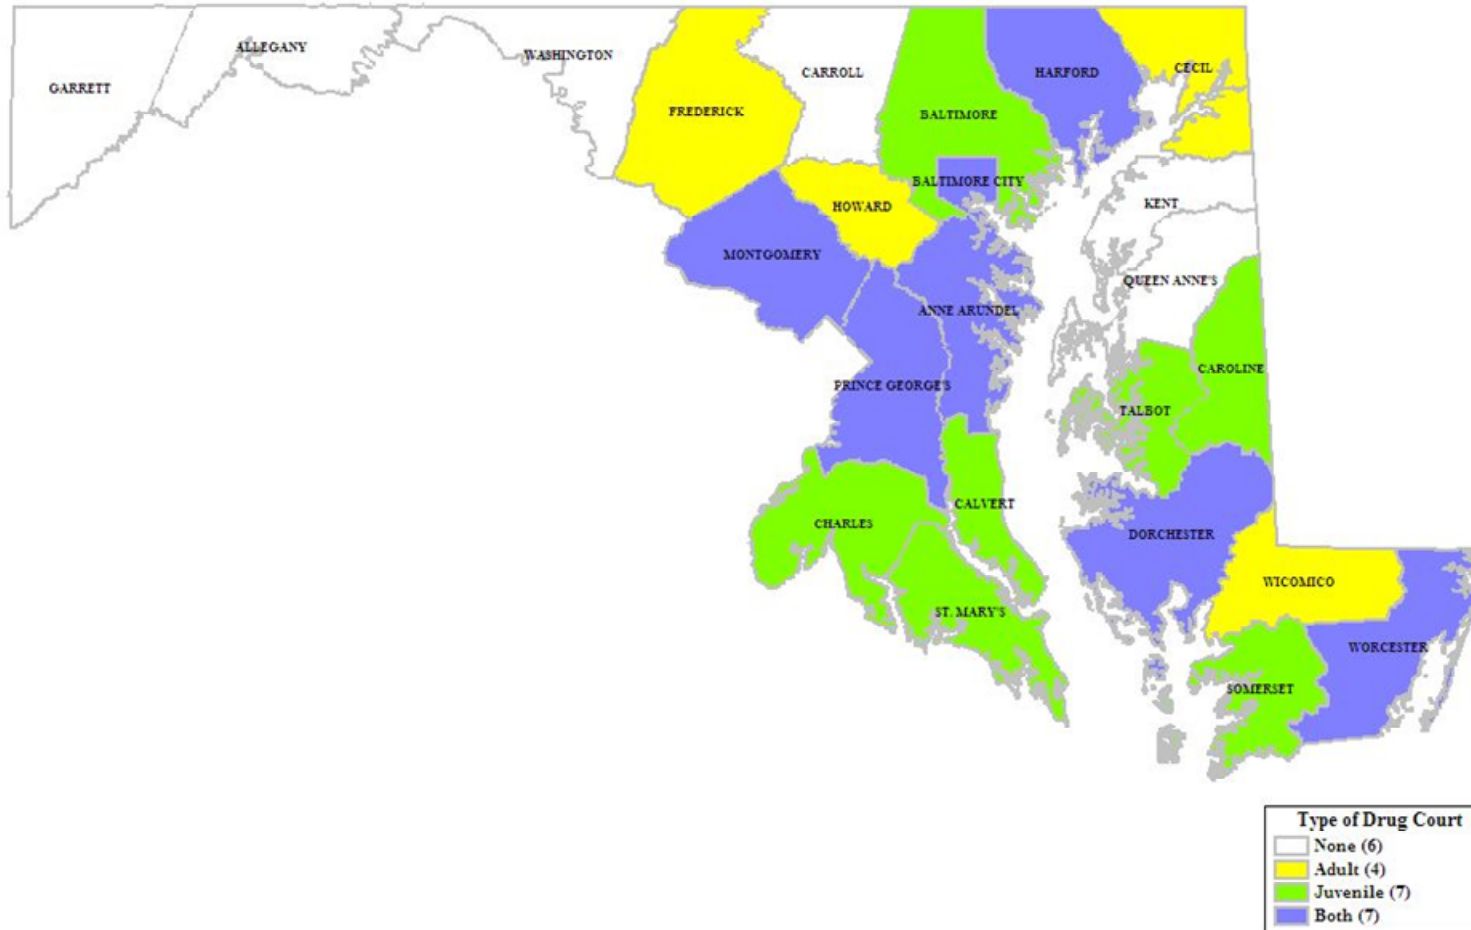 GARRETT
ALLEGANY
WASHINGTON
FREDERICK
CARROLL
BALTIMORE
HARFORD
CECIL
BALTIMORE CITY
HOWARD
KENT
MONTGOMERY
QUEEN ANNE'S
ANNE ARUNDEL
PRINCE GEORGE'S
CAROLINE
TALBOT
CALVERT
CHARLES
DORCHESTER
WICOMICO
ST. MARY'S
WORCESTER
SOMERSET
Type of Drug Court
None (6)
Adult (4)
Juvenile (7)
Both (7)